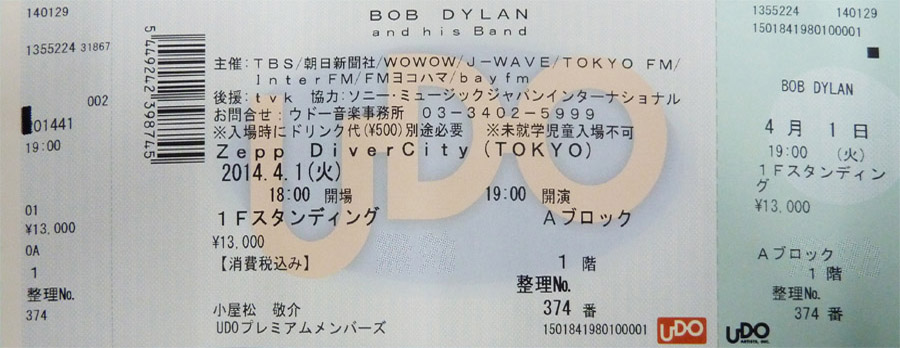 140129
1355224 31867
002
01441
19:00
01
¥13,000
0A
1
整理No.
374
5449242398745
BOB DYLAN
and his Band
主催：TBS/朝日新聞社/WOWOW/J-WAVE/TOKYO FM/
InterFM/FMヨコハマ/bayfm
後援：tvk 協力：ソニー・ミュージックジャパンインターナショナル
お問合せ：ウドー音楽事務所 03-3402-5999
※入場時にドリンク代(¥500)別途必要 ※未就学児童入場不可
Zepp DiverCity(TOKYO)
2014.4.1(火)
18:00 開場 19:00 開演
1Fスタンディング Aブロック
¥13,000
【消費税込み】 1 階
整理No. 374 番
小屋松 敬介
UDOプレミアムメンバーズ 1501841980100001
UDO
UDO
1355224 140129
1501841980100001
BOB DYLAN
4月 1日
19:00 (火)
1Fスタンディン
グ
¥13,000
Aブロック
1 階
整理No.
374 番
UDO
ARTISTS, INC.